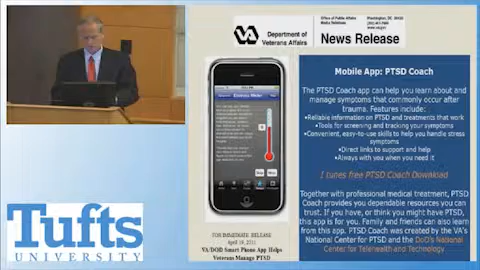 Tufts
UNIVERSITY
VA
Department of
Veterans Affairs
Office of Public Affairs
Media Relations
Washington, DC 20420
News Release
Distress Meter
FOR IMMEDIATE RELEASE
April 19, 2011
VA/DOD Smart Phone App Helps
Veterans Manage PTSD
Mobile App: PTSD Coach
The PTSD Coach app can help you learn about and
manage symptoms that commonly occur after
trauma. Features include:
•Reliable information on PTSD and treatments that work
•Tools for screening and tracking your symptoms
•Convenient, easy-to-use skills to help you handle stress
symptoms
•Direct links to support and help
•Always with you when you need it
I tunes free PTSD Coach Download
Together with professional medical treatment, PTSD
Coach provides you dependable resources you can
trust. If you have, or think you might have PTSD,
this app is for you. Family and friends can also learn
from this app. PTSD Coach was created by the VA's
National Center for PTSD and the DoD's National
Center for Telehealth and Technology.